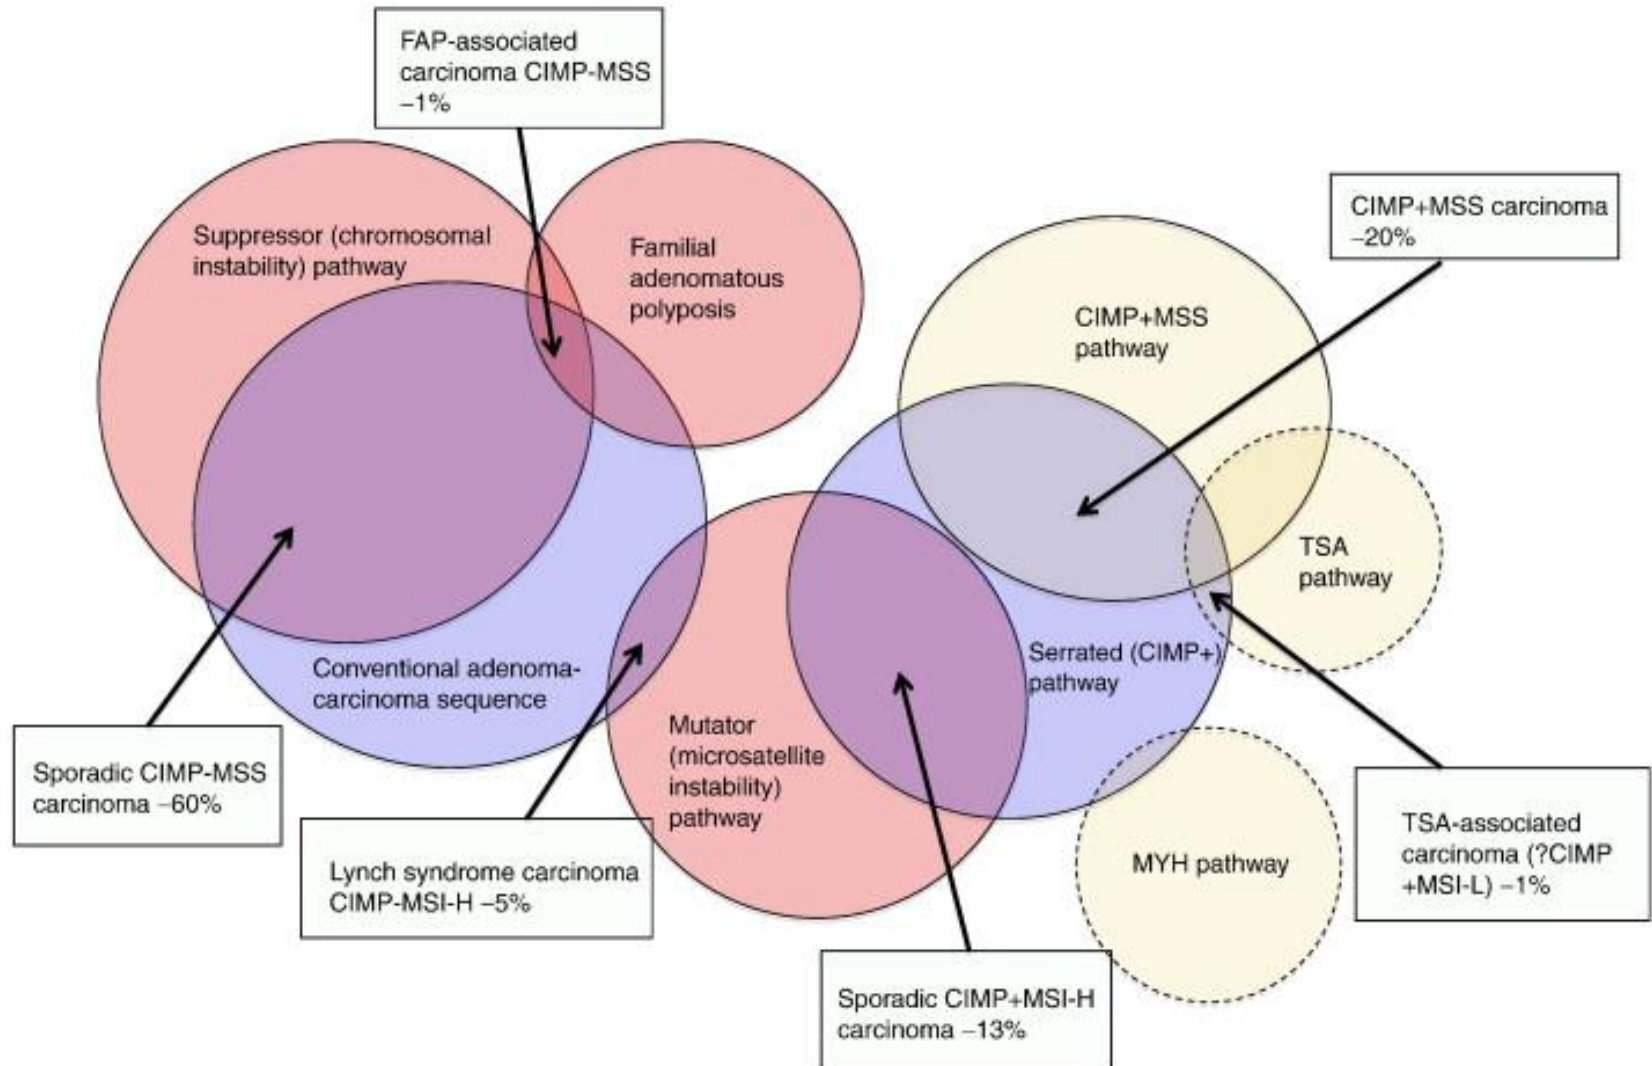 FAP-associated
carcinoma CIMP-MSS
–1%
Suppressor (chromosomal
instability) pathway
Familial
adenomatous
polyposis
CIMP+MSS carcinoma
–20%
CIMP+MSS
pathway
TSA
pathway
Conventional adenoma-
carcinoma sequence
Serrated (CIMP+)
pathway
Mutator
(microsatellite
instability)
pathway
Sporadic CIMP-MSS
carcinoma –60%
Lynch syndrome carcinoma
CIMP-MSI-H –5%
MYH pathway
TSA-associated
carcinoma (?CIMP
+MSI-L) –1%
Sporadic CIMP+MSI-H
carcinoma –13%